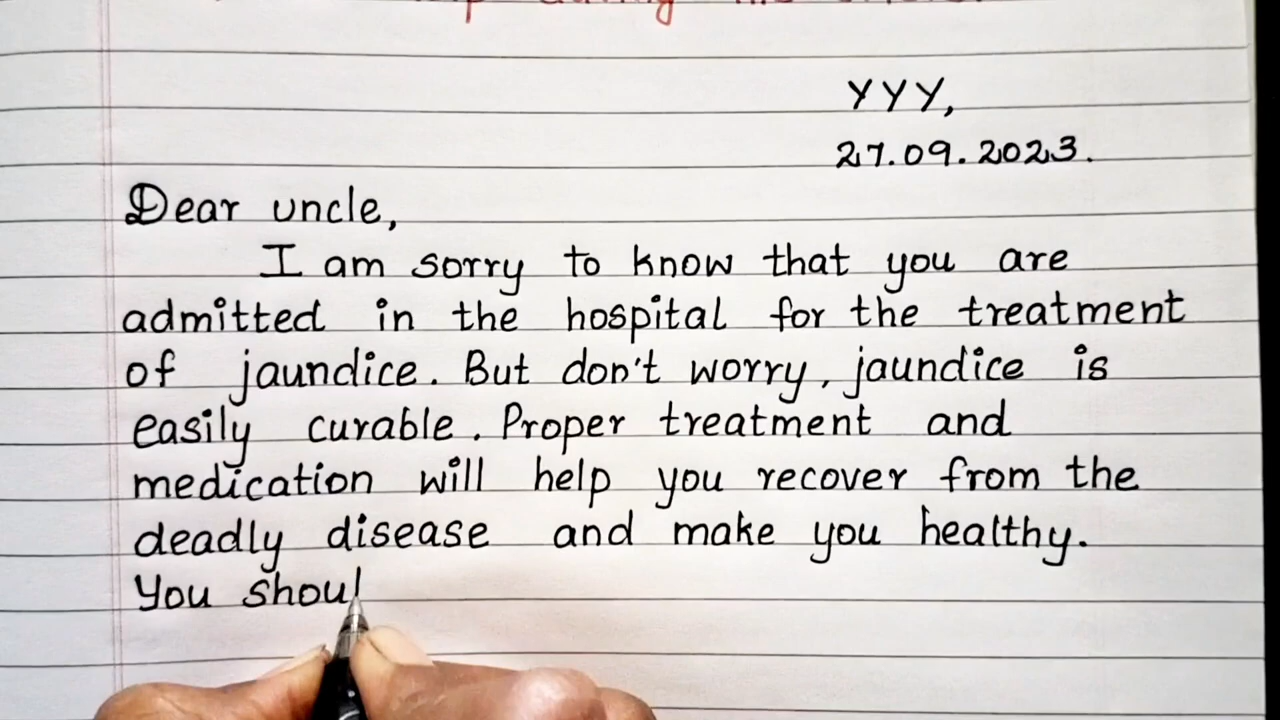 during his
YYY,
27.09.2023.
Dear uncle,
I am sorry to know that you are
admitted in the hospital for the treatment
of jaundice. But don't worry, jaundice is
easily curable. Proper treatment and
medication will help you recover from the
deadly disease and make you healthy.
You shoul